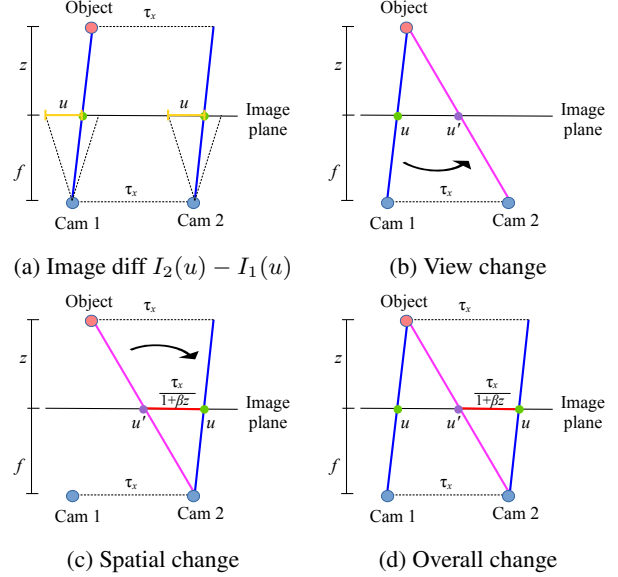 Object
τₓ
z
u
u
Image
plane
f
τₓ
Cam 1
Cam 2
(a) Image diff I₂(u) − I₁(u)
Object
z
Image
plane
u
u′
f
τₓ
Cam 1
Cam 2
(b) View change
Object
τₓ
z
τₓ
1+βz
Image
plane
u′
u
f
τₓ
Cam 1
Cam 2
(c) Spatial change
Object
τₓ
z
τₓ
1+βz
Image
plane
u
u′
u
f
τₓ
Cam 1
Cam 2
(d) Overall change